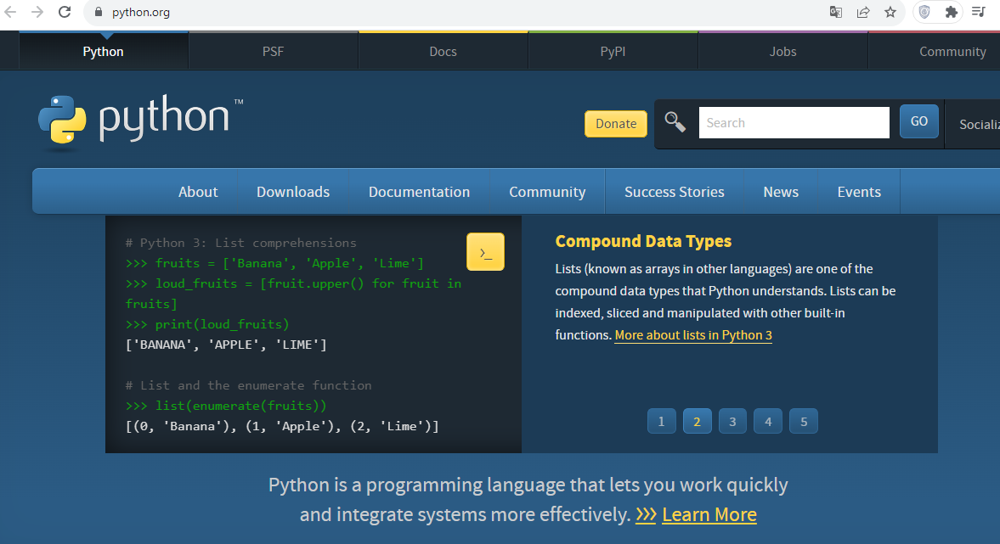 python.org
Python PSF Docs PyPI Jobs Community
python™
Donate Search GO Sociali
About Downloads Documentation Community Success Stories News Events
# Python 3: List comprehensions
>>> fruits = ['Banana', 'Apple', 'Lime']
>>> loud_fruits = [fruit.upper() for fruit in
fruits]
>>> print(loud_fruits)
['BANANA', 'APPLE', 'LIME']
# List and the enumerate function
>>> list(enumerate(fruits))
[(0, 'Banana'), (1, 'Apple'), (2, 'Lime')]
>_
Compound Data Types
Lists (known as arrays in other languages) are one of the
compound data types that Python understands. Lists can be
indexed, sliced and manipulated with other built-in
functions. More about lists in Python 3
1 2 3 4 5
Python is a programming language that lets you work quickly
and integrate systems more effectively. >>> Learn More